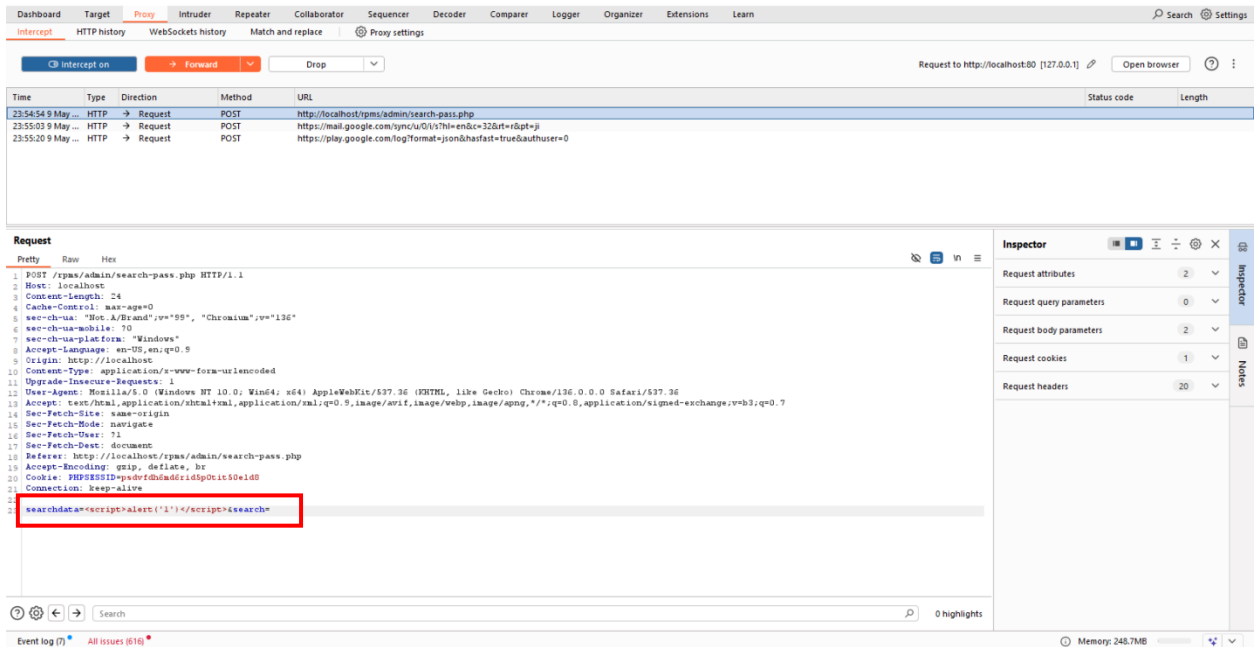 Dashboard Target Proxy Intruder Repeater Collaborator Sequencer Decoder Comparer Logger Organizer Extensions Learn Search Settings
Intercept HTTP history WebSockets history Match and replace Proxy settings
Intercept on Forward Drop Request to http://localhost:80 [127.0.0.1] Open browser
Time Type Direction Method URL Status code Length
23:54:54 9 May ... HTTP → Request POST http://localhost/rpms/admin/search-pass.php
23:55:03 9 May ... HTTP → Request POST https://mail.google.com/sync/u/0/i/s?hl=en&c=32&rt=r&pt=ji
23:55:20 9 May ... HTTP → Request POST https://play.google.com/log?format=json&hasfast=true&authuser=0
Request
Pretty Raw Hex \n
1 POST /rpms/admin/search-pass.php HTTP/1.1
2 Host: localhost
3 Content-Length: 24
4 Cache-Control: max-age=0
5 sec-ch-ua: "Not.A/Brand";v="99", "Chromium";v="136"
6 sec-ch-ua-mobile: ?0
7 sec-ch-ua-platform: "Windows"
8 Accept-Language: en-US,en;q=0.9
9 Origin: http://localhost
10 Content-Type: application/x-www-form-urlencoded
11 Upgrade-Insecure-Requests: 1
12 User-Agent: Mozilla/5.0 (Windows NT 10.0; Win64; x64) AppleWebKit/537.36 (KHTML, like Gecko) Chrome/136.0.0.0 Safari/537.36
13 Accept: text/html,application/xhtml+xml,application/xml;q=0.9,image/avif,image/webp,image/apng,*/*;q=0.8,application/signed-exchange;v=b3;q=0.7
14 Sec-Fetch-Site: same-origin
15 Sec-Fetch-Mode: navigate
16 Sec-Fetch-User: ?1
17 Sec-Fetch-Dest: document
18 Referer: http://localhost/rpms/admin/search-pass.php
19 Accept-Encoding: gzip, deflate, br
20 Cookie: PHPSESSID=psdvfdh6md6rid5p0tit50eld8
21 Connection: keep-alive
22
23 searchdata=<script>alert('1')</script>&search=
Inspector
Request attributes 2
Request query parameters 0
Request body parameters 2
Request cookies 1
Request headers 20
Inspector
Notes
Search 0 highlights
Event log (7) All issues (616) Memory: 248.7MB